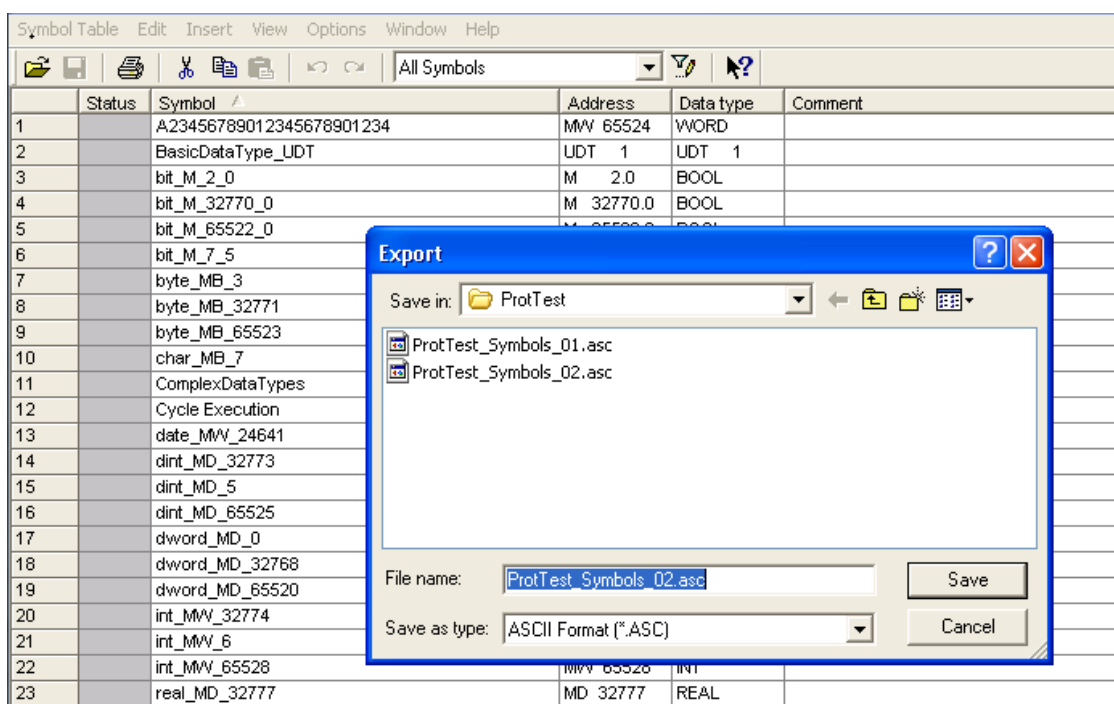 Symbol Table Edit Insert View Options Window Help
All Symbols
Status Symbol Address Data type Comment
1 A23456789012345678901234 MW 65524 WORD
2 BasicDataType_UDT UDT 1 UDT 1
3 bit_M_2_0 M 2.0 BOOL
4 bit_M_32770_0 M 32770.0 BOOL
5 bit_M_65522_0
6 bit_M_7_5
7 byte_MB_3
8 byte_MB_32771
9 byte_MB_65523
10 char_MB_7
11 ComplexDataTypes
12 Cycle Execution
13 date_MW_24641
14 dint_MD_32773
15 dint_MD_5
16 dint_MD_65525
17 dword_MD_0
18 dword_MD_32768
19 dword_MD_65520
20 int_MW_32774
21 int_MW_6
22 int_MW_65528 MW 65528 INT
23 real_MD_32777 MD 32777 REAL
Export
Save in: ProtTest
ProtTest_Symbols_01.asc
ProtTest_Symbols_02.asc
File name: ProtTest_Symbols_02.asc Save
Save as type: ASCII Format (*.ASC) Cancel